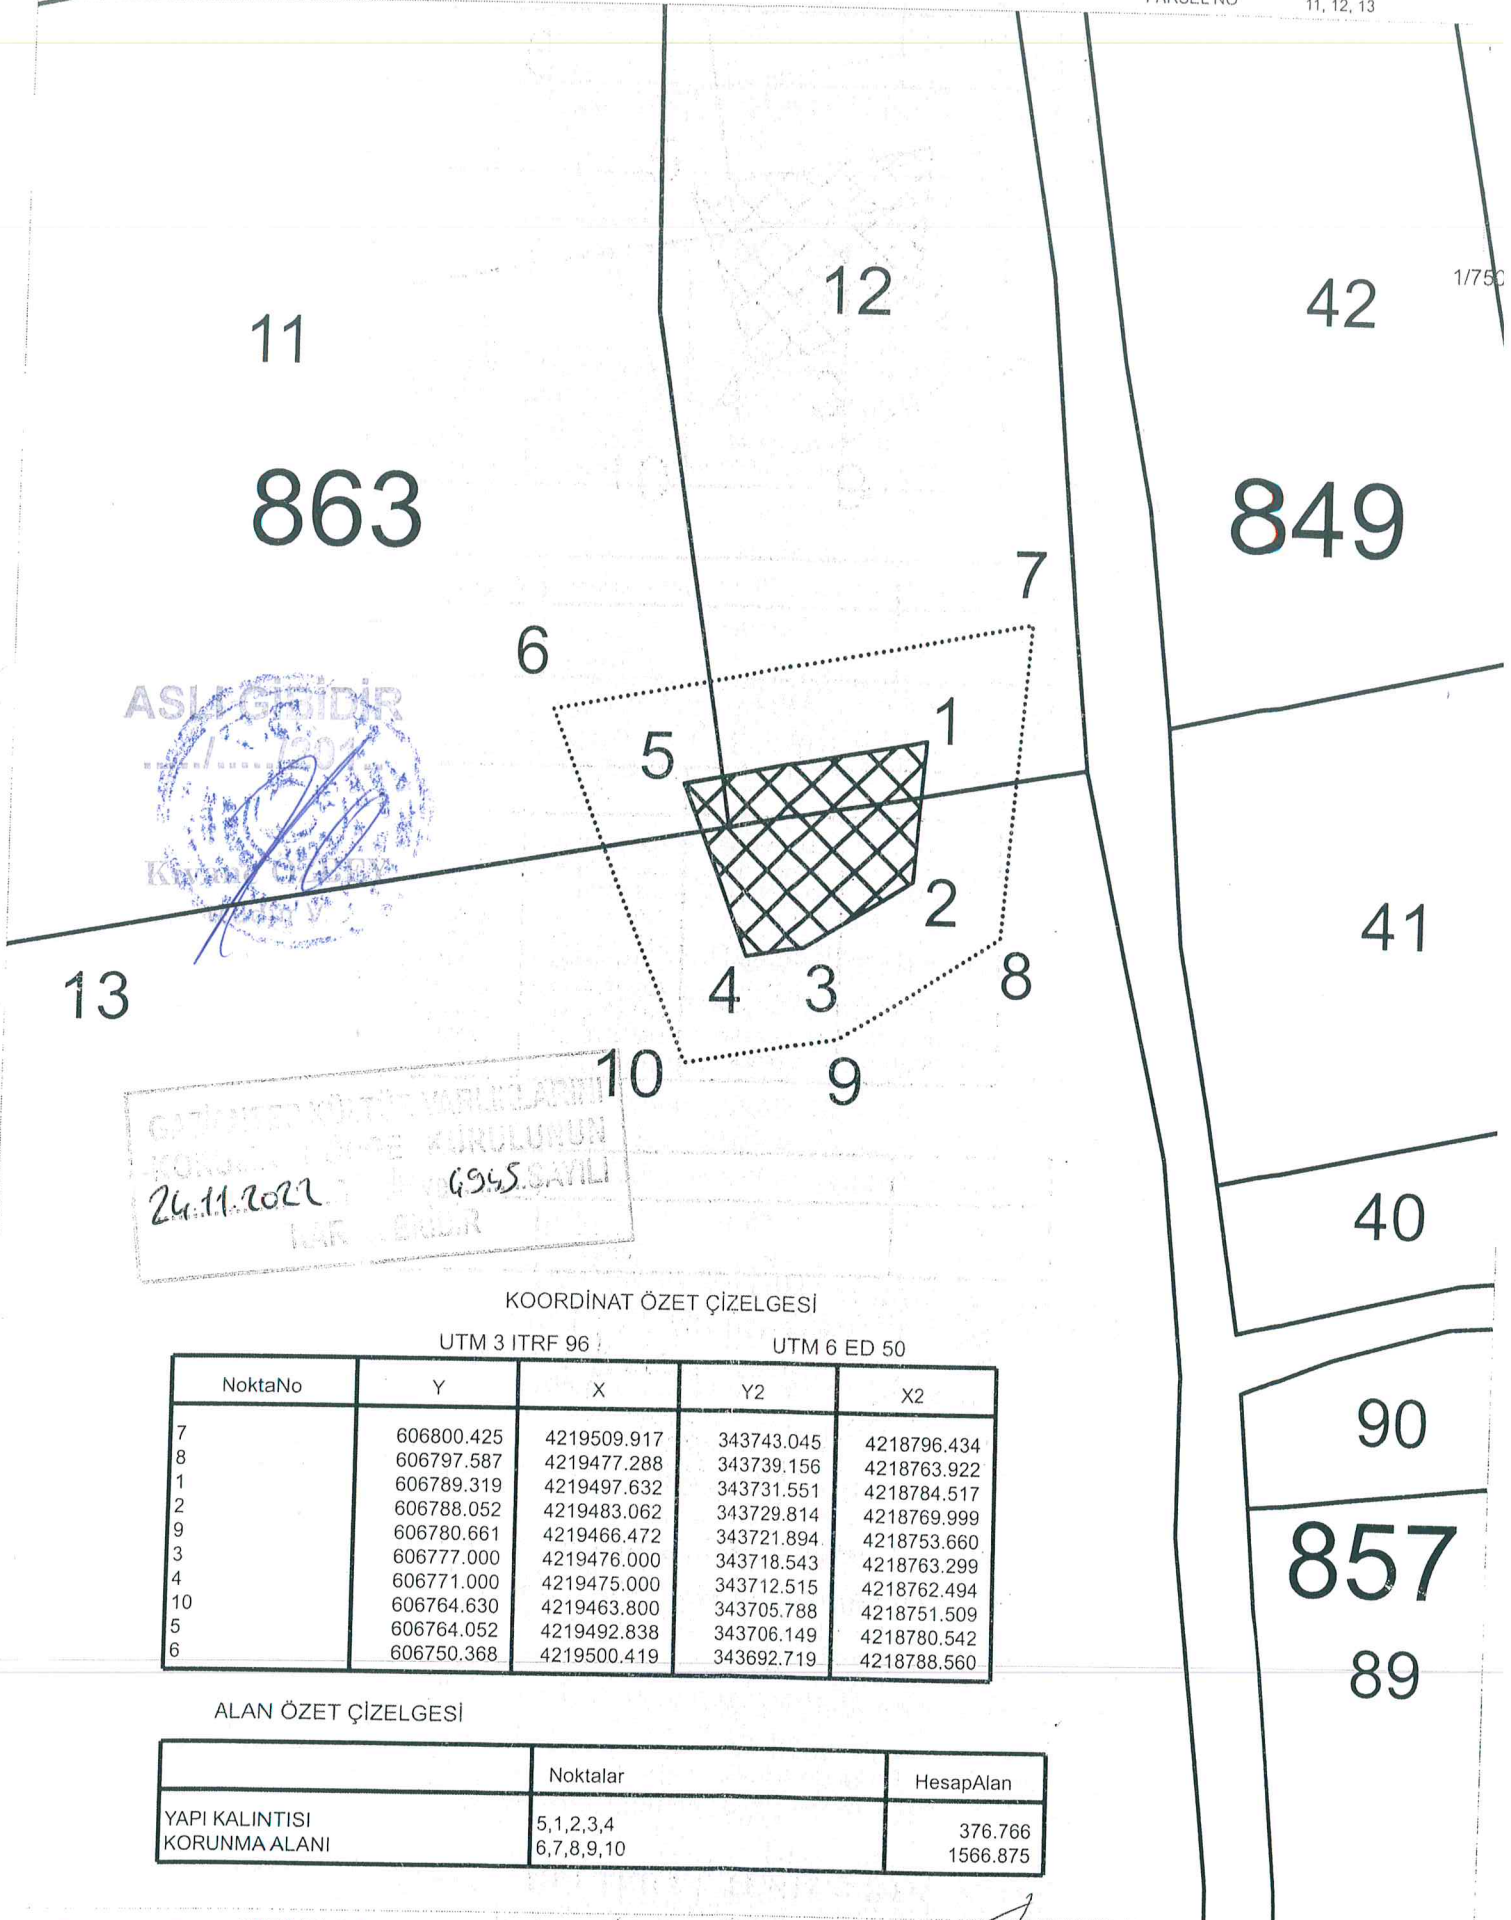 11, 12, 13
12
42
1/750
11
863
849
7
6
ASLI GİBİDİR
1
5
2
41
13
4
3
8
10
9
KURULUNUN
24.11.2022 4945 SAYILI
40
KOORDİNAT ÖZET ÇİZELGESİ
UTM 3 ITRF 96 UTM 6 ED 50
NoktaNo Y X Y2 X2
7 606800.425 4219509.917 343743.045 4218796.434
8 606797.587 4219477.288 343739.156 4218763.922
1 606789.319 4219497.632 343731.551 4218784.517
2 606788.052 4219483.062 343729.814 4218769.999
9 606780.661 4219466.472 343721.894 4218753.660
3 606777.000 4219476.000 343718.543 4218763.299
4 606771.000 4219475.000 343712.515 4218762.494
10 606764.630 4219463.800 343705.788 4218751.509
5 606764.052 4219492.838 343706.149 4218780.542
6 606750.368 4219500.419 343692.719 4218788.560
90
857
89
ALAN ÖZET ÇİZELGESİ
Noktalar HesapAlan
YAPI KALINTISI 5,1,2,3,4 376.766
KORUNMA ALANI 6,7,8,9,10 1566.875